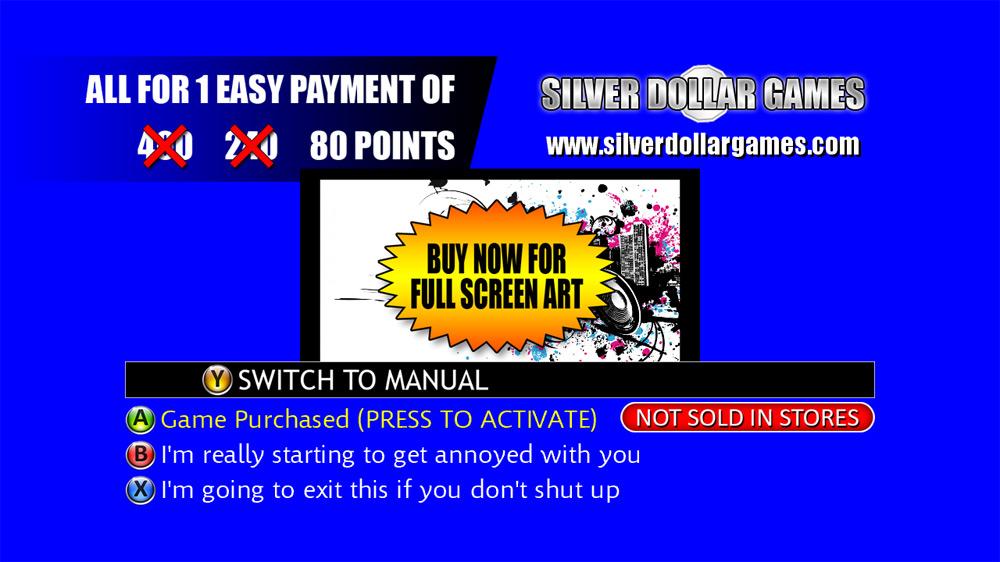 ALL FOR 1 EASY PAYMENT OF
400 240 80 POINTS
SILVER DOLLAR GAMES
www.silverdollargames.com
BUY NOW FOR
FULL SCREEN ART
Y SWITCH TO MANUAL
A Game Purchased (PRESS TO ACTIVATE) NOT SOLD IN STORES
B I'm really starting to get annoyed with you
X I'm going to exit this if you don't shut up